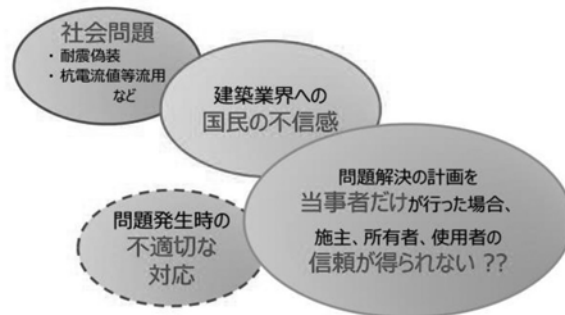 社会問題
・耐震偽装
・杭電流値等流用
など
建築業界への
国民の不信感
問題解決の計画を
当事者だけが行った場合、
施主、所有者、使用者の
信頼が得られない ??
問題発生時の
不適切な
対応